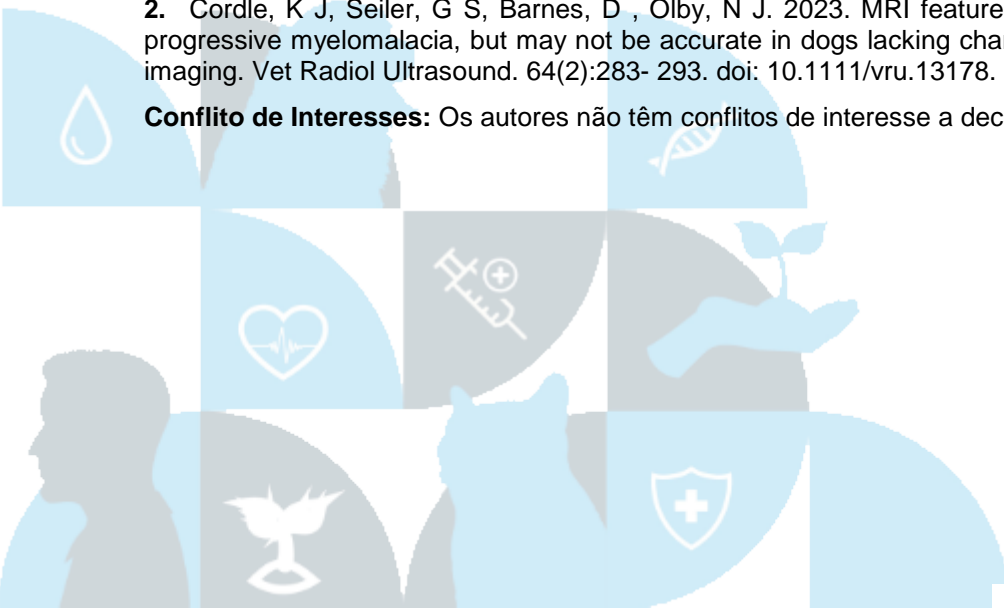 2. Cordle, K J, Seiler, G S, Barnes, D , Olby, N J. 2023. MRI feature
progressive myelomalacia, but may not be accurate in dogs lacking cha
imaging. Vet Radiol Ultrasound. 64(2):283- 293. doi: 10.1111/vru.13178.
Conflito de Interesses: Os autores não têm conflitos de interesse a dec